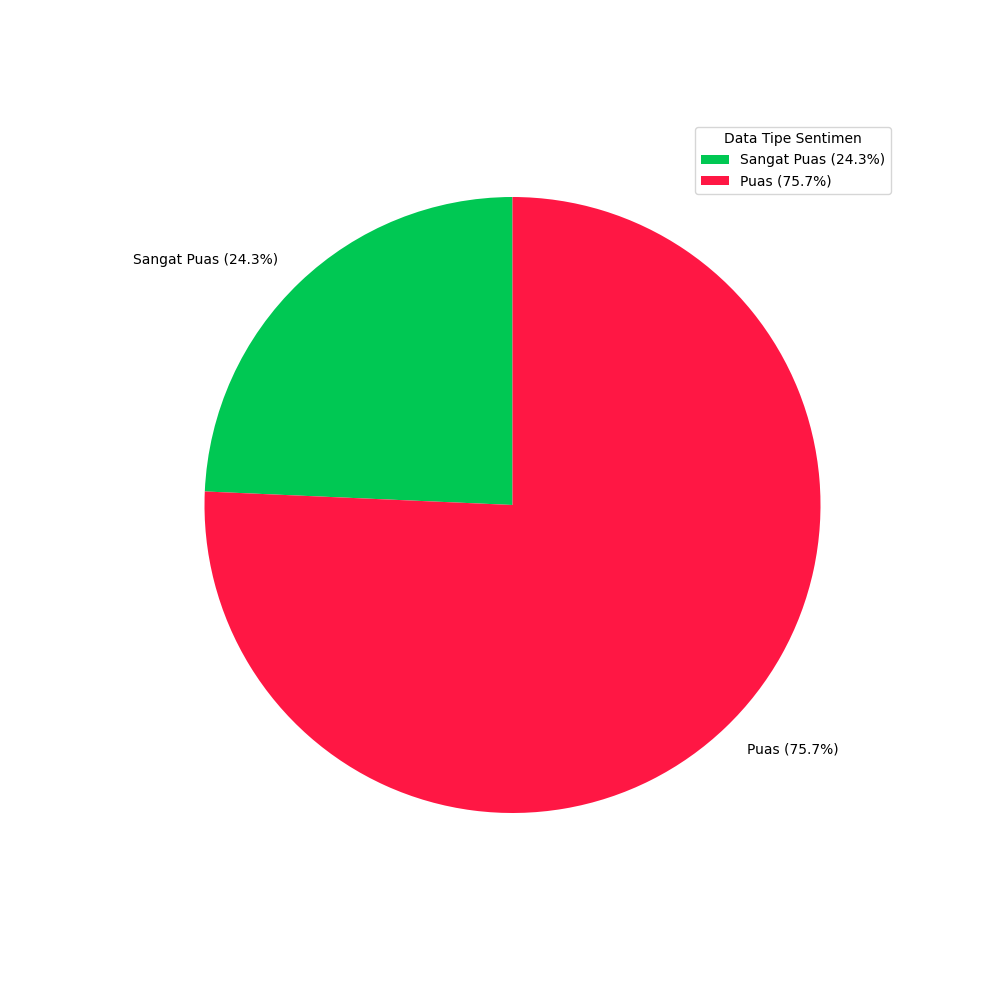 Data Tipe Sentimen
Sangat Puas (24.3%)
Puas (75.7%)
Sangat Puas (24.3%)
Puas (75.7%)